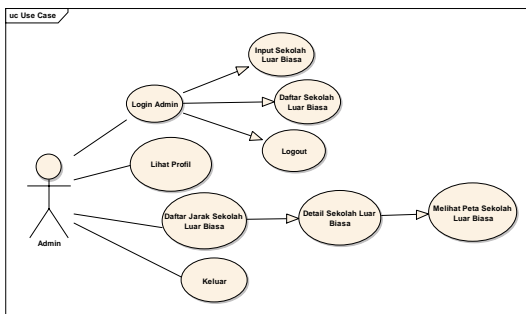 uc Use Case
Input Sekolah
Luar Biasa
Login Admin
Daftar Sekolah
Luar Biasa
Logout
Lihat Profil
Admin
Daftar Jarak Sekolah
Luar Biasa
Detail Sekolah Luar
Biasa
Melihat Peta Sekolah
Luar Biasa
Keluar